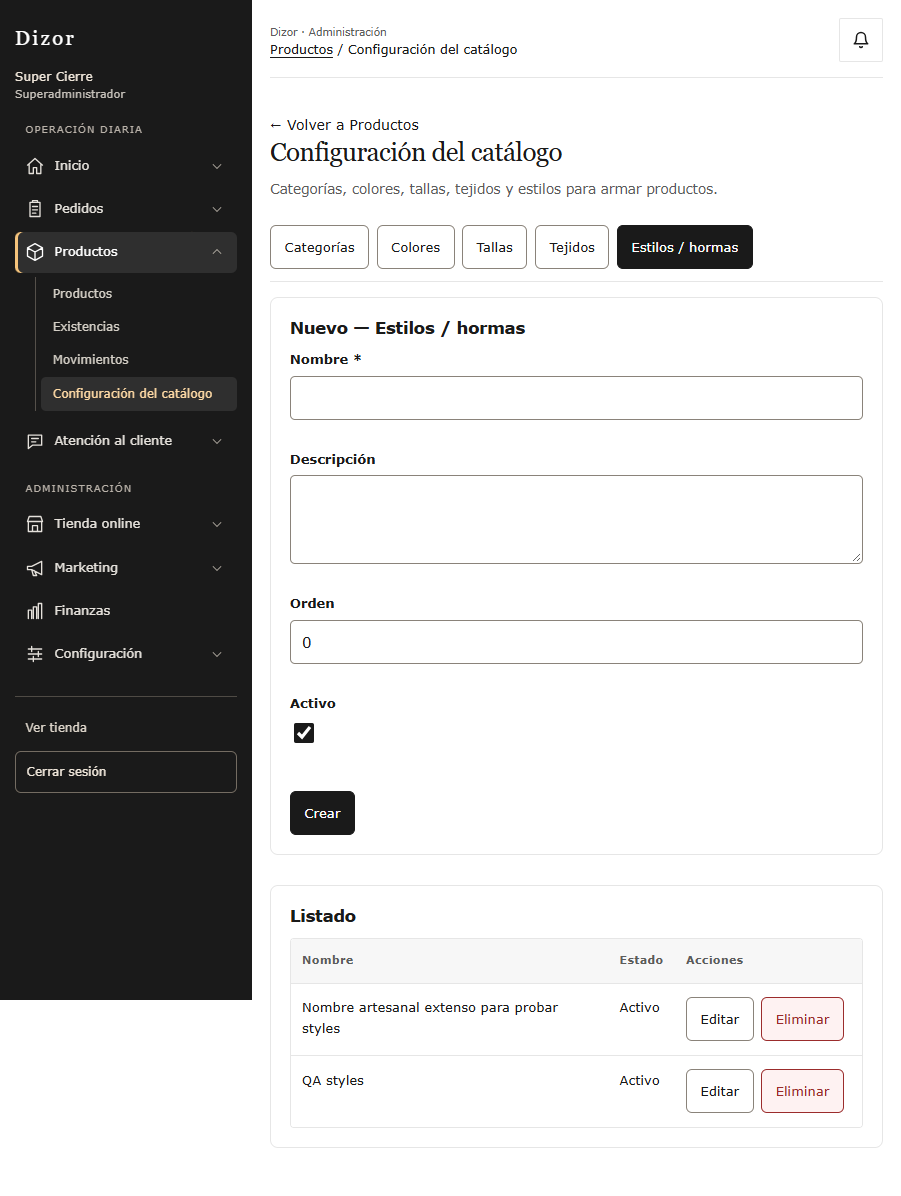 Dizor
Super Cierre
Superadministrador
OPERACIÓN DIARIA
Inicio
Pedidos
Productos
Productos
Existencias
Movimientos
Configuración del catálogo
Atención al cliente
ADMINISTRACIÓN
Tienda online
Marketing
Finanzas
Configuración
Ver tienda
Cerrar sesión
Dizor · Administración
Productos / Configuración del catálogo
← Volver a Productos
Configuración del catálogo
Categorías, colores, tallas, tejidos y estilos para armar productos.
Categorías Colores Tallas Tejidos Estilos / hormas
Nuevo — Estilos / hormas
Nombre *
Descripción
Orden
0
Activo
Crear
Listado
Nombre Estado Acciones
Nombre artesanal extenso para probar Activo Editar Eliminar
styles
QA styles Activo Editar Eliminar